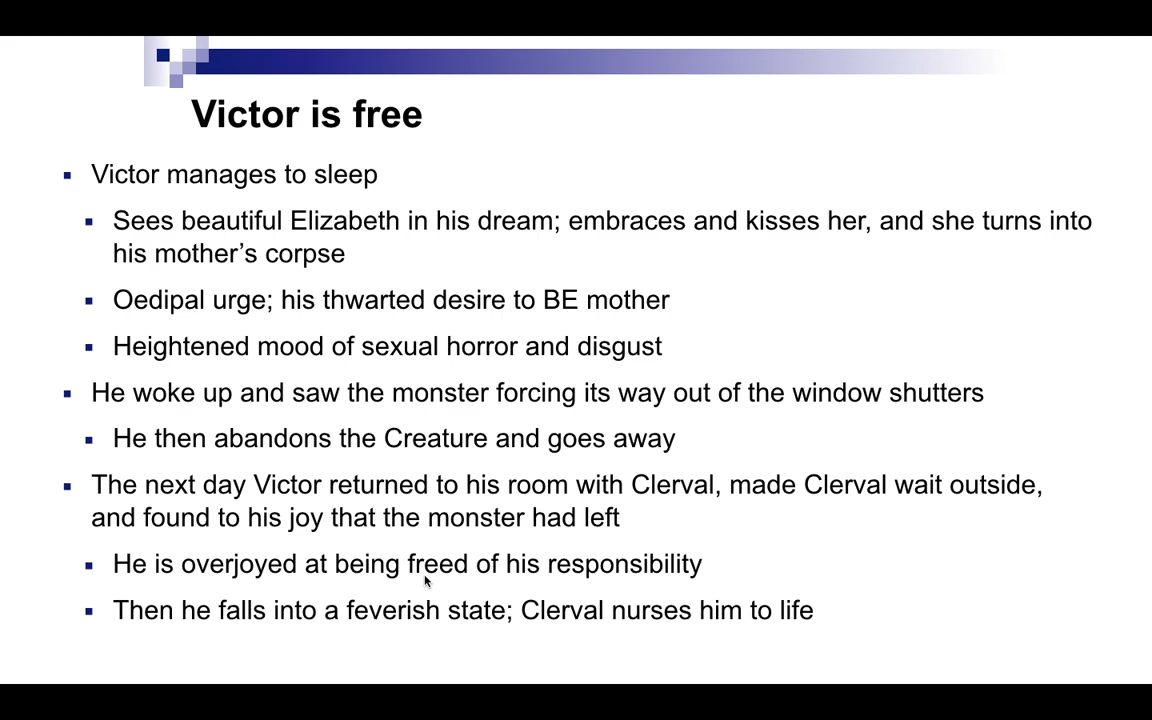 Victor is free
▪ Victor manages to sleep
▪ Sees beautiful Elizabeth in his dream; embraces and kisses her, and she turns into
his mother’s corpse
▪ Oedipal urge; his thwarted desire to BE mother
▪ Heightened mood of sexual horror and disgust
▪ He woke up and saw the monster forcing its way out of the window shutters
▪ He then abandons the Creature and goes away
▪ The next day Victor returned to his room with Clerval, made Clerval wait outside,
and found to his joy that the monster had left
▪ He is overjoyed at being freed of his responsibility
▪ Then he falls into a feverish state; Clerval nurses him to life